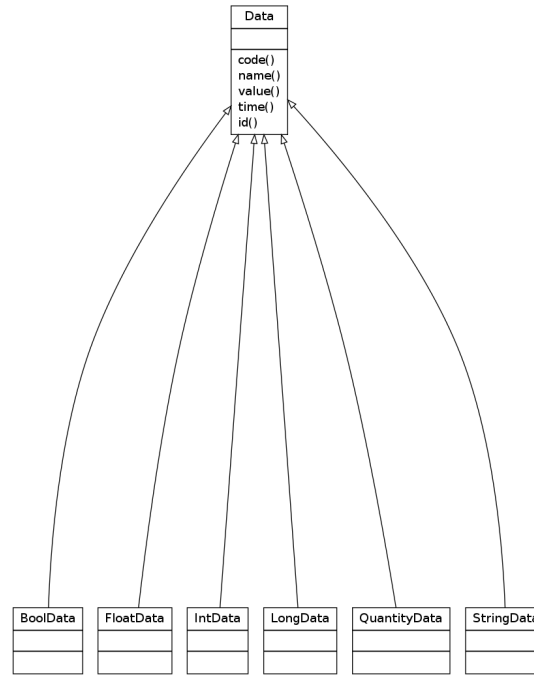 Data
code()
name()
value()
time()
id()
BoolData
FloatData
IntData
LongData
QuantityData
StringData